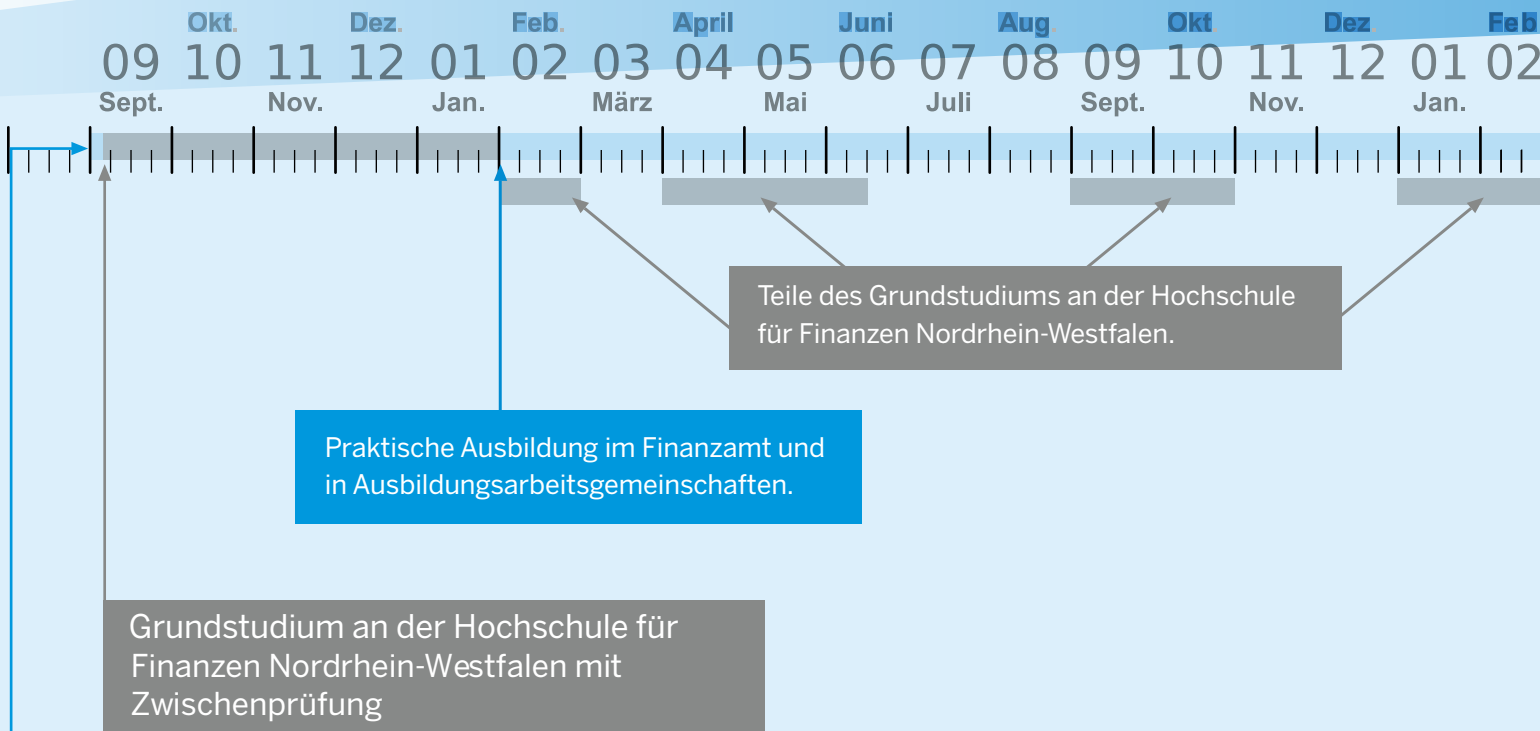 Okt. Dez. Feb. April Juni Aug. Okt Dez. Feb
09 10 11 12 01 02 03 04 05 06 07 08 09 10 11 12 01 02
Sept. Nov. Jan. März Mai Juli Sept. Nov. Jan.
Teile des Grundstudiums an der Hochschule
für Finanzen Nordrhein-Westfalen.
Praktische Ausbildung im Finanzamt und
in Ausbildungsarbeitsgemeinschaften.
Grundstudium an der Hochschule für
Finanzen Nordrhein-Westfalen mit
Zwischenprüfung